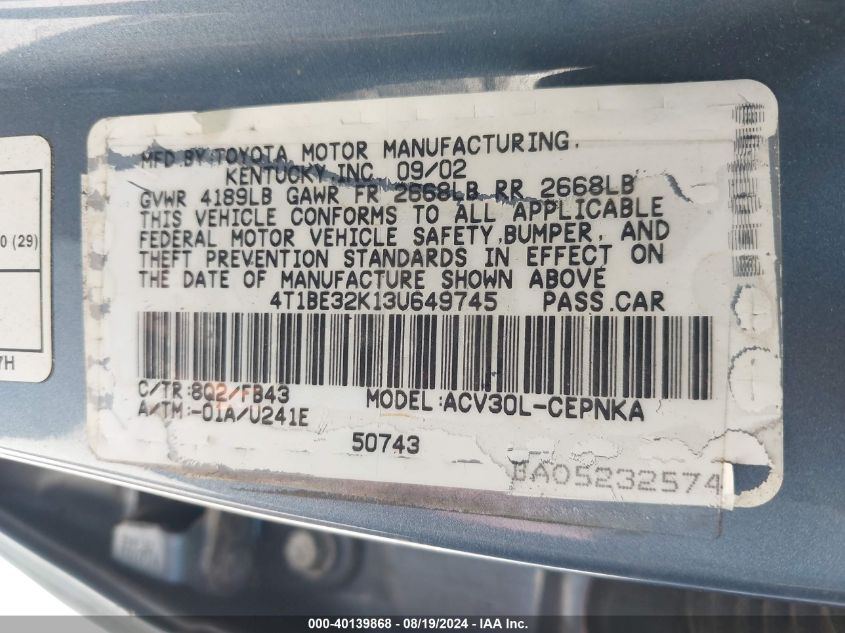 MFD.BY:TOYOTA MOTOR MANUFACTURING,
KENTUCKY,INC. 09/02
GVWR 4189LB GAWR FR 2668LB RR 2668LB
THIS VEHICLE CONFORMS TO ALL APPLICABLE
FEDERAL MOTOR VEHICLE SAFETY,BUMPER, AND
THEFT PREVENTION STANDARDS IN EFFECT ON
THE DATE OF MANUFACTURE SHOWN ABOVE
4T1BE32K13U649745 PASS.CAR
C/TR:8Q2/FB43 MODEL:ACV30L-CEPNKA
A/TM:-01A/U241E
50743
BA05232574
0 (29)
7H
000-40139868 - 08/19/2024 - IAA Inc.